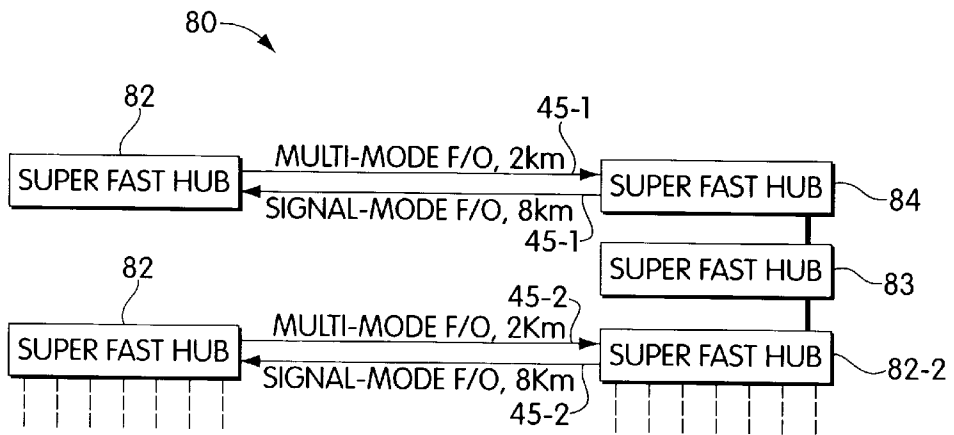 80
82
45-1
SUPER FAST HUB
MULTI-MODE F/O, 2km
SIGNAL-MODE F/O, 8km
45-1
SUPER FAST HUB
84
SUPER FAST HUB
83
82
45-2
SUPER FAST HUB
MULTI-MODE F/O, 2Km
SIGNAL-MODE F/O, 8Km
45-2
SUPER FAST HUB
82-2